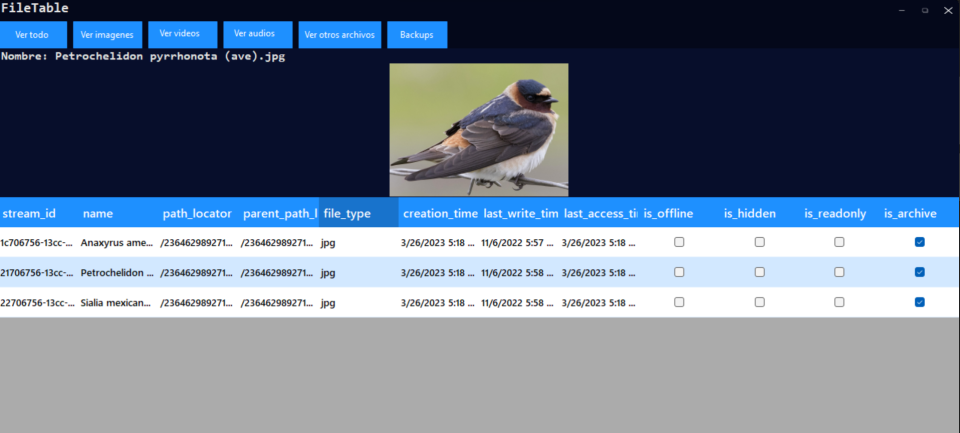 FileTable
Ver todo Ver imagenes Ver videos Ver audios Ver otros archivos Backups
Nombre: Petrochelidon pyrrhonota (ave).jpg
stream_id name path_locator parent_path_l file_type creation_time last_write_tim last_access_ti is_offline is_hidden is_readonly is_archive
1c706756-13cc-... Anaxyrus ame... /236462989271... /236462989271... jpg 3/26/2023 5:18 ... 11/6/2022 5:57 ... 3/26/2023 5:18 ...
21706756-13cc-... Petrochelidon ... /236462989271... /236462989271... jpg 3/26/2023 5:18 ... 11/6/2022 5:58 ... 3/26/2023 5:18 ...
22706756-13cc-... Sialia mexican... /236462989271... /236462989271... jpg 3/26/2023 5:18 ... 11/6/2022 5:58 ... 3/26/2023 5:18 ...